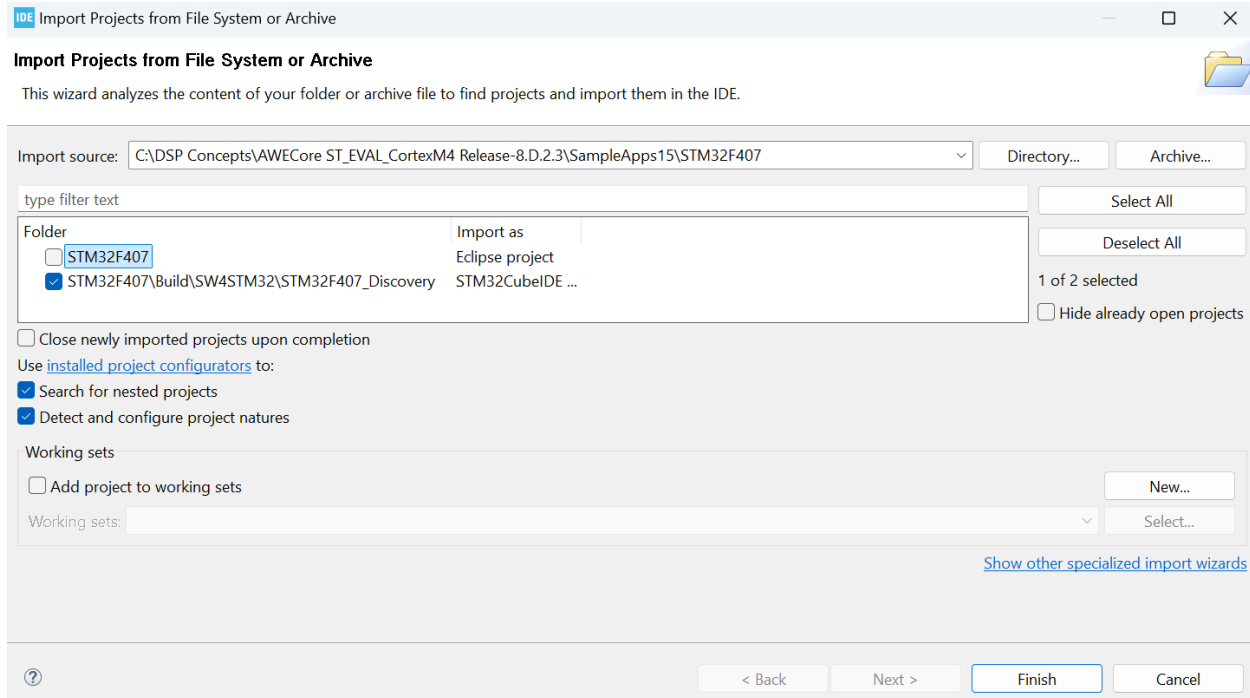 IDE Import Projects from File System or Archive
Import Projects from File System or Archive
This wizard analyzes the content of your folder or archive file to find projects and import them in the IDE.
Import source: C:\DSP Concepts\AWECore ST_EVAL_CortexM4 Release-8.D.2.3\SampleApps15\STM32F407 Directory... Archive...
type filter text Select All
Folder Import as
Deselect All
STM32F407 Eclipse project
STM32F407\Build\SW4STM32\STM32F407_Discovery STM32CubeIDE ... 1 of 2 selected
Hide already open projects
Close newly imported projects upon completion
Use installed project configurators to:
Search for nested projects
Detect and configure project natures
Working sets
Add project to working sets New...
Working sets: Select...
Show other specialized import wizards
? < Back Next > Finish Cancel